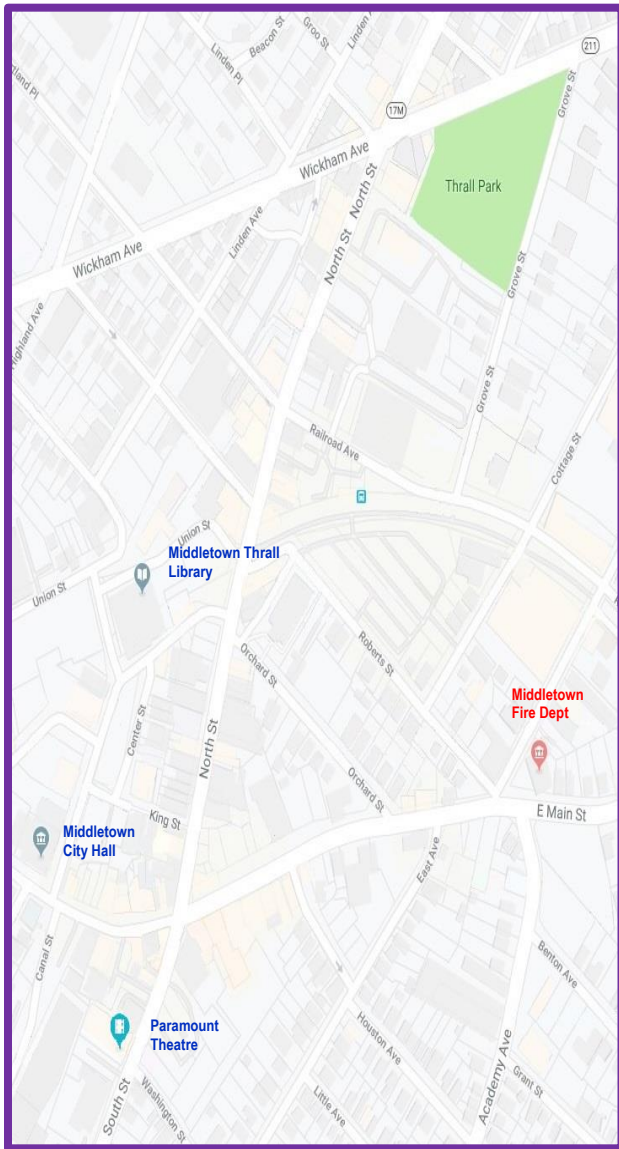 Beacon St
Groo St
Linden A
211
Linden Pl
land Pl
17M
Grove St
Wickham Ave
Thrall Park
North St
Linden Ave
Wickham Ave
North St
Grove St
Highland Ave
Grove St
Railroad Ave
Cottage St
Union St
Middletown Thrall
Library
Union St
Roberts St
Orchard St
Middletown
Fire Dept
Center St
North St
Orchard St
E Main St
King St
Middletown
City Hall
East Ave
Canal St
Benton Ave
Paramount
Theatre
Houston Ave
Academy Ave
Grant St
South St
Washington St
Little Ave